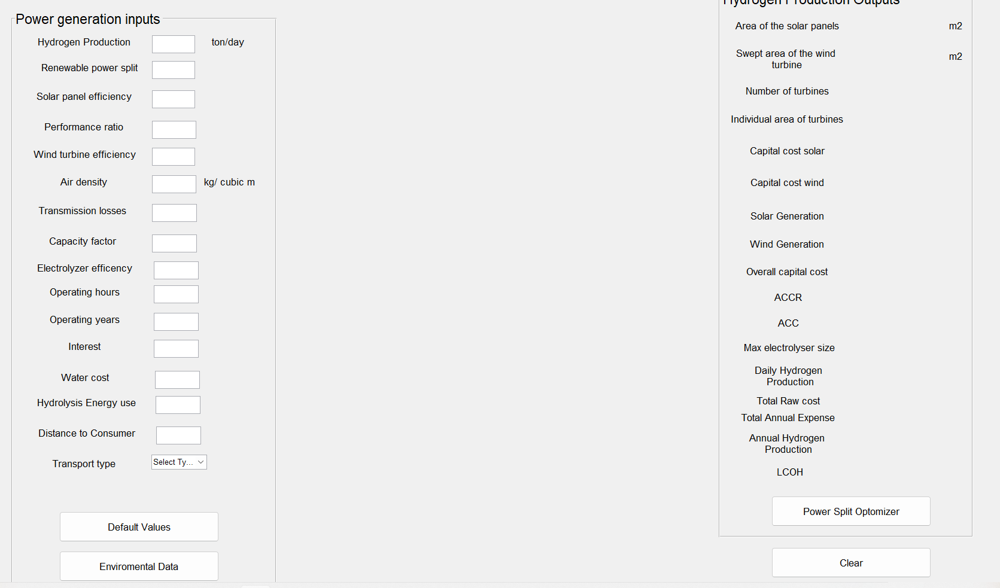 Power generation inputs
Hydrogen Production
ton/day
Renewable power split
Solar panel efficiency
Performance ratio
Wind turbine efficiency
Air density
kg/ cubic m
Transmission losses
Capacity factor
Electrolyzer efficency
Operating hours
Operating years
Interest
Water cost
Hydrolysis Energy use
Distance to Consumer
Transport type
Select Ty...
Default Values
Enviromental Data
Hydrogen Production Outputs
Area of the solar panels
m2
Swept area of the wind
turbine
m2
Number of turbines
Individual area of turbines
Capital cost solar
Capital cost wind
Solar Generation
Wind Generation
Overall capital cost
ACCR
ACC
Max electrolyser size
Daily Hydrogen
Production
Total Raw cost
Total Annual Expense
Annual Hydrogen
Production
LCOH
Power Split Optomizer
Clear